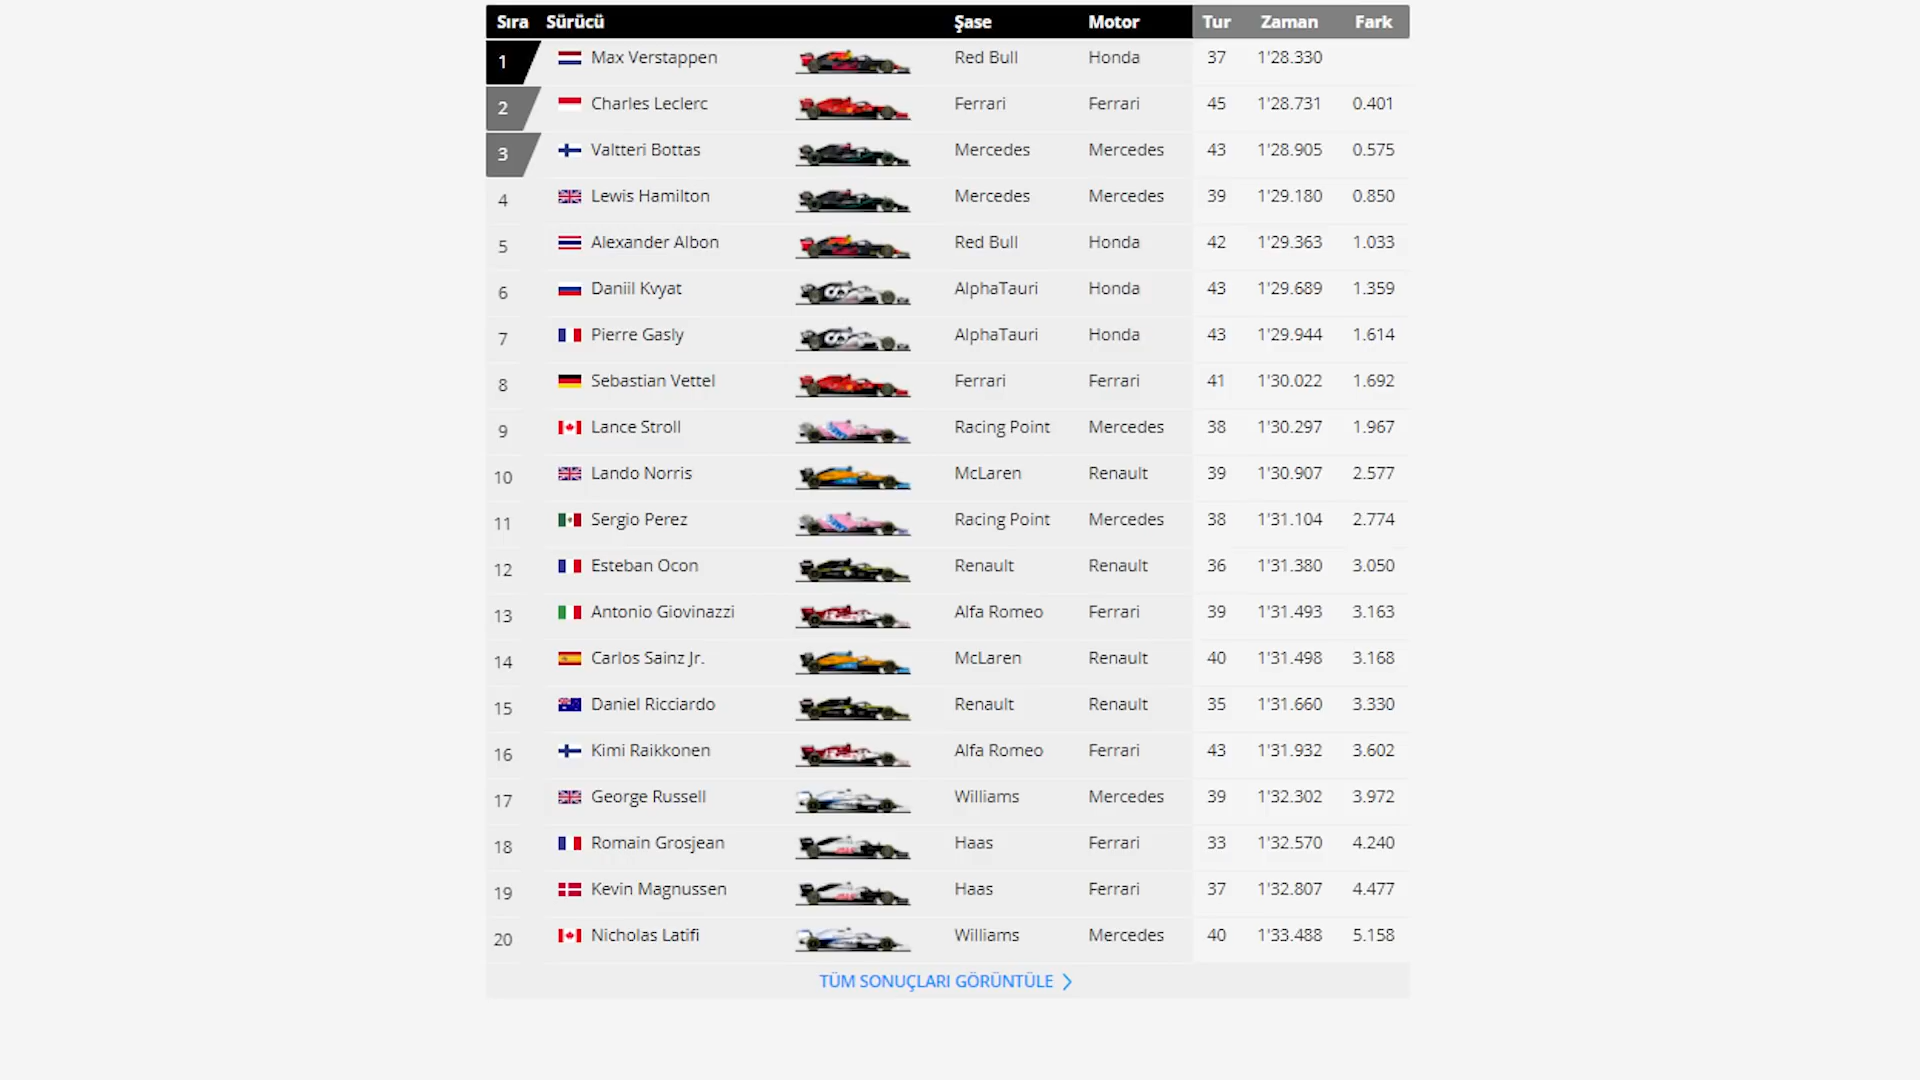 Sıra Sürücü Şase Motor Tur Zaman Fark
1 Max Verstappen Red Bull Honda 37 1'28.330
2 Charles Leclerc Ferrari Ferrari 45 1'28.731 0.401
3 Valtteri Bottas Mercedes Mercedes 43 1'28.905 0.575
4 Lewis Hamilton Mercedes Mercedes 39 1'29.180 0.850
5 Alexander Albon Red Bull Honda 42 1'29.363 1.033
6 Daniil Kvyat AlphaTauri Honda 43 1'29.689 1.359
7 Pierre Gasly AlphaTauri Honda 43 1'29.944 1.614
8 Sebastian Vettel Ferrari Ferrari 41 1'30.022 1.692
9 Lance Stroll Racing Point Mercedes 38 1'30.297 1.967
10 Lando Norris McLaren Renault 39 1'30.907 2.577
11 Sergio Perez Racing Point Mercedes 38 1'31.104 2.774
12 Esteban Ocon Renault Renault 36 1'31.380 3.050
13 Antonio Giovinazzi Alfa Romeo Ferrari 39 1'31.493 3.163
14 Carlos Sainz Jr. McLaren Renault 40 1'31.498 3.168
15 Daniel Ricciardo Renault Renault 35 1'31.660 3.330
16 Kimi Raikkonen Alfa Romeo Ferrari 43 1'31.932 3.602
17 George Russell Williams Mercedes 39 1'32.302 3.972
18 Romain Grosjean Haas Ferrari 33 1'32.570 4.240
19 Kevin Magnussen Haas Ferrari 37 1'32.807 4.477
20 Nicholas Latifi Williams Mercedes 40 1'33.488 5.158
TÜM SONUÇLARI GÖRÜNTÜLE